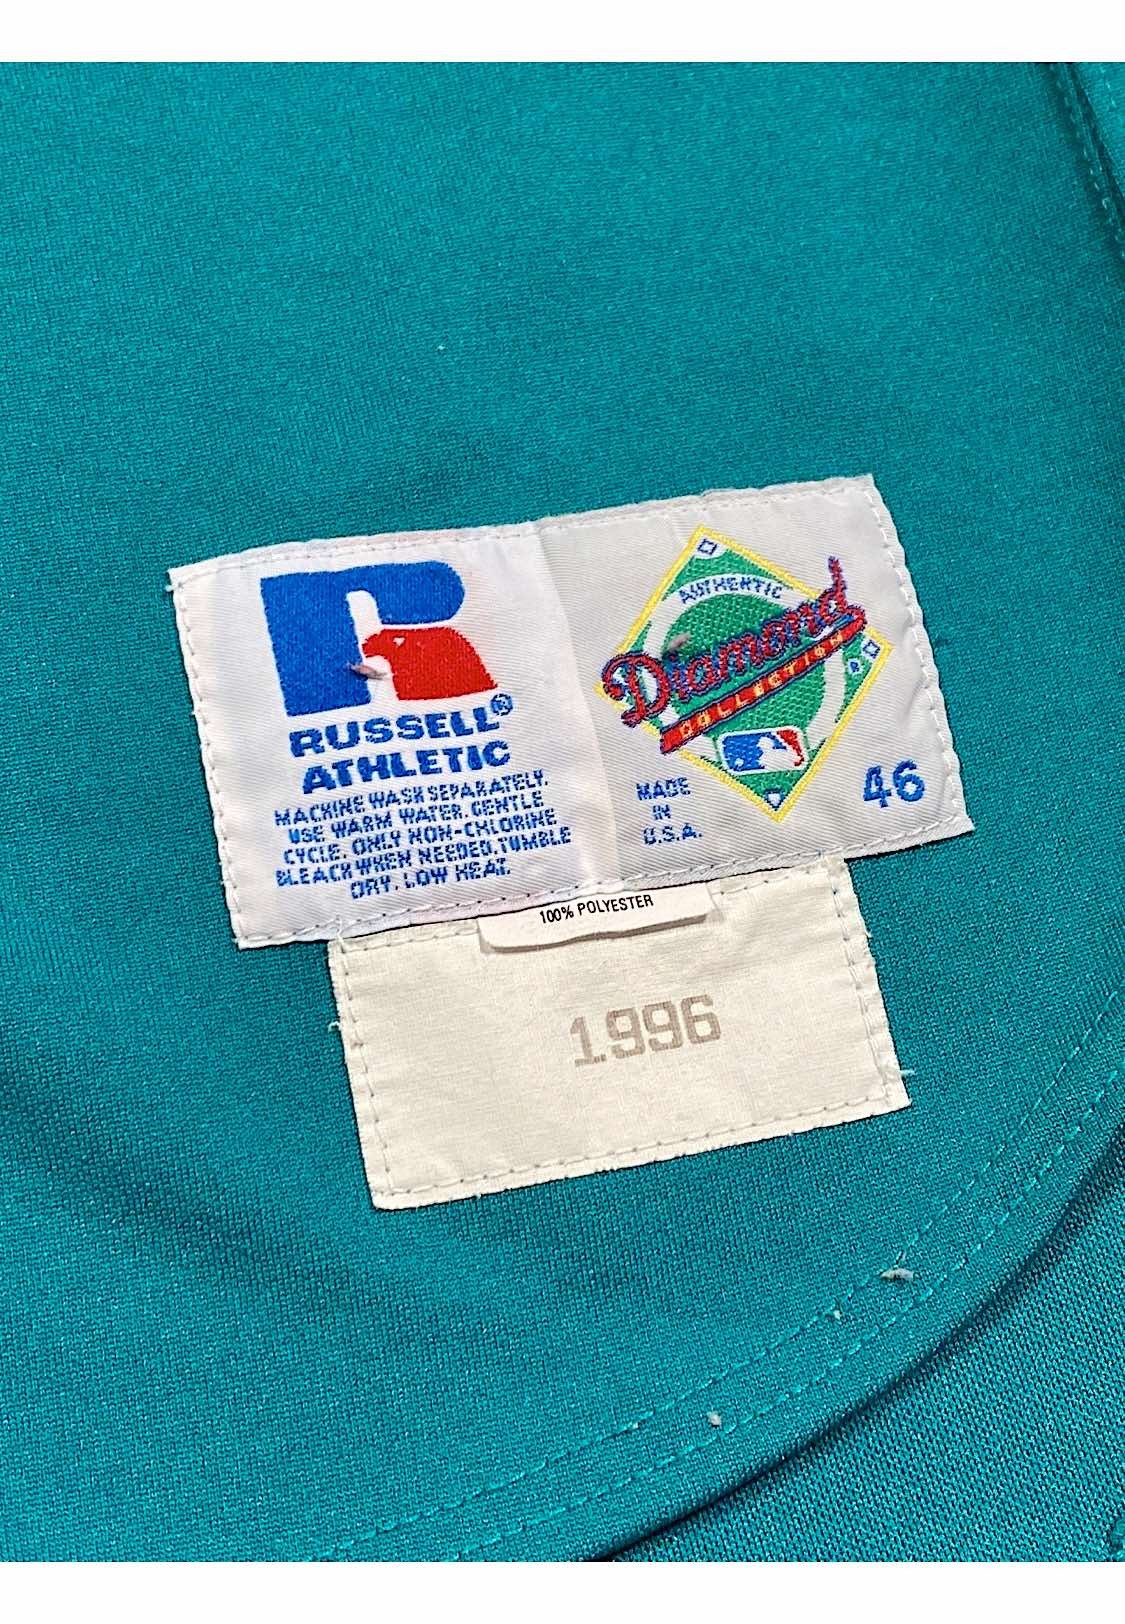 RUSSELL®
ATHLETIC
MACHINE WASH SEPARATELY.
USE WARM WATER. GENTLE
CYCLE. ONLY NON-CHLORINE
BLEACH WHEN NEEDED. TUMBLE
DRY. LOW HEAT.
AUTHENTIC
Diamond
COLLECTION
MADE
IN
U.S.A.
46
100% POLYESTER
1996